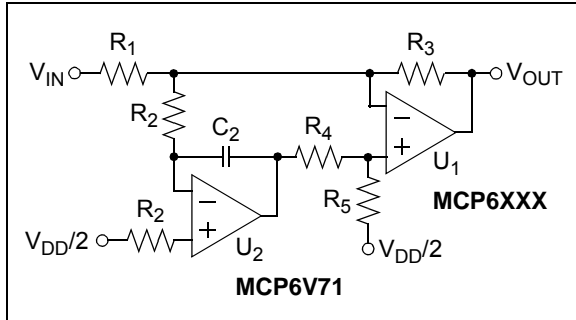 R1
R3
VIN
VOUT
R2
C2
R4
U1
R5
MCP6XXX
R2
U2
VDD/2
VDD/2
MCP6V71